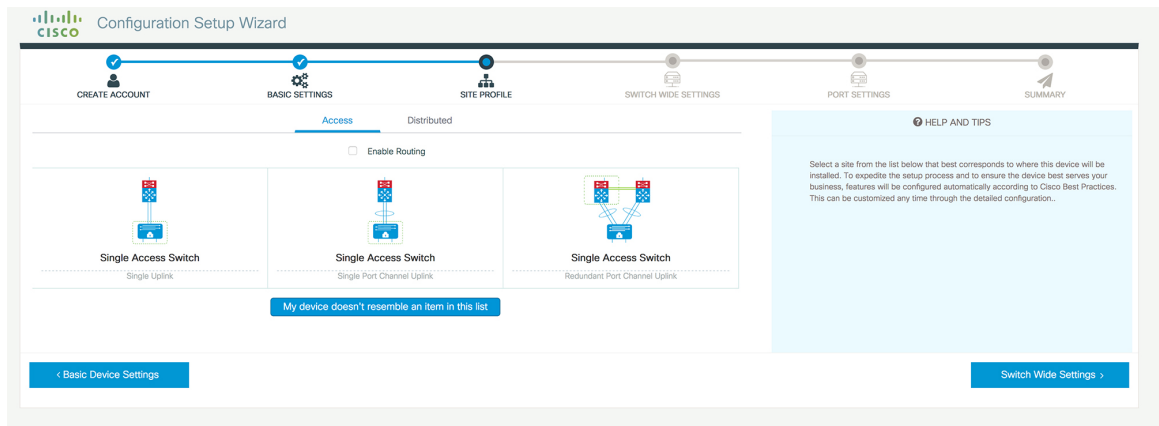 CISCO
Configuration Setup Wizard
CREATE ACCOUNT
BASIC SETTINGS
SITE PROFILE
SWITCH WIDE SETTINGS
PORT SETTINGS
SUMMARY
Access
Distributed
Enable Routing
Single Access Switch
Single Uplink
Single Access Switch
Single Port Channel Uplink
Single Access Switch
Redundant Port Channel Uplink
My device doesn't resemble an item in this list
? HELP AND TIPS
Select a site from the list below that best corresponds to where this device will be
installed. To expedite the setup process and to ensure the device best serves your
business, features will be configured automatically according to Cisco Best Practices.
This can be customized any time through the detailed configuration..
‹ Basic Device Settings
Switch Wide Settings ›